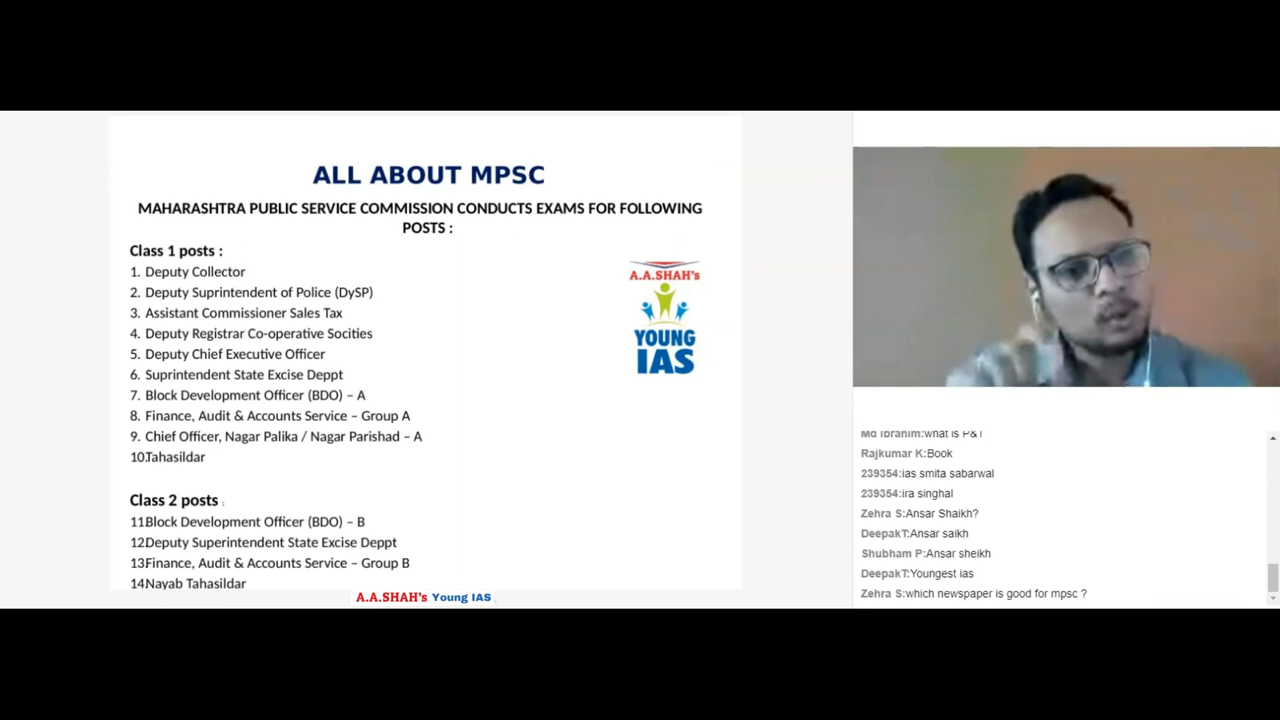 ALL ABOUT MPSC
MAHARASHTRA PUBLIC SERVICE COMMISSION CONDUCTS EXAMS FOR FOLLOWING
POSTS :
Class 1 posts :
1. Deputy Collector
2. Deputy Suprintendent of Police (DySP)
3. Assistant Commissioner Sales Tax
4. Deputy Registrar Co-operative Socities
5. Deputy Chief Executive Officer
6. Suprintendent State Excise Deppt
7. Block Development Officer (BDO) – A
8. Finance, Audit & Accounts Service – Group A
9. Chief Officer, Nagar Palika / Nagar Parishad – A
10.Tahasildar
Class 2 posts :
11Block Development Officer (BDO) – B
12Deputy Superintendent State Excise Deppt
13Finance, Audit & Accounts Service – Group B
14Nayab Tahasildar
A.A.SHAH's
YOUNG
IAS
A.A.SHAH's Young IAS
Md Ibrahim:what is P&I
Rajkumar K:Book
239354:ias smita sabarwal
239354:ira singhal
Zehra S:Ansar Shaikh?
DeepakT:Ansar saikh
Shubham P:Ansar sheikh
DeepakT:Youngest ias
Zehra S:which newspaper is good for mpsc ?